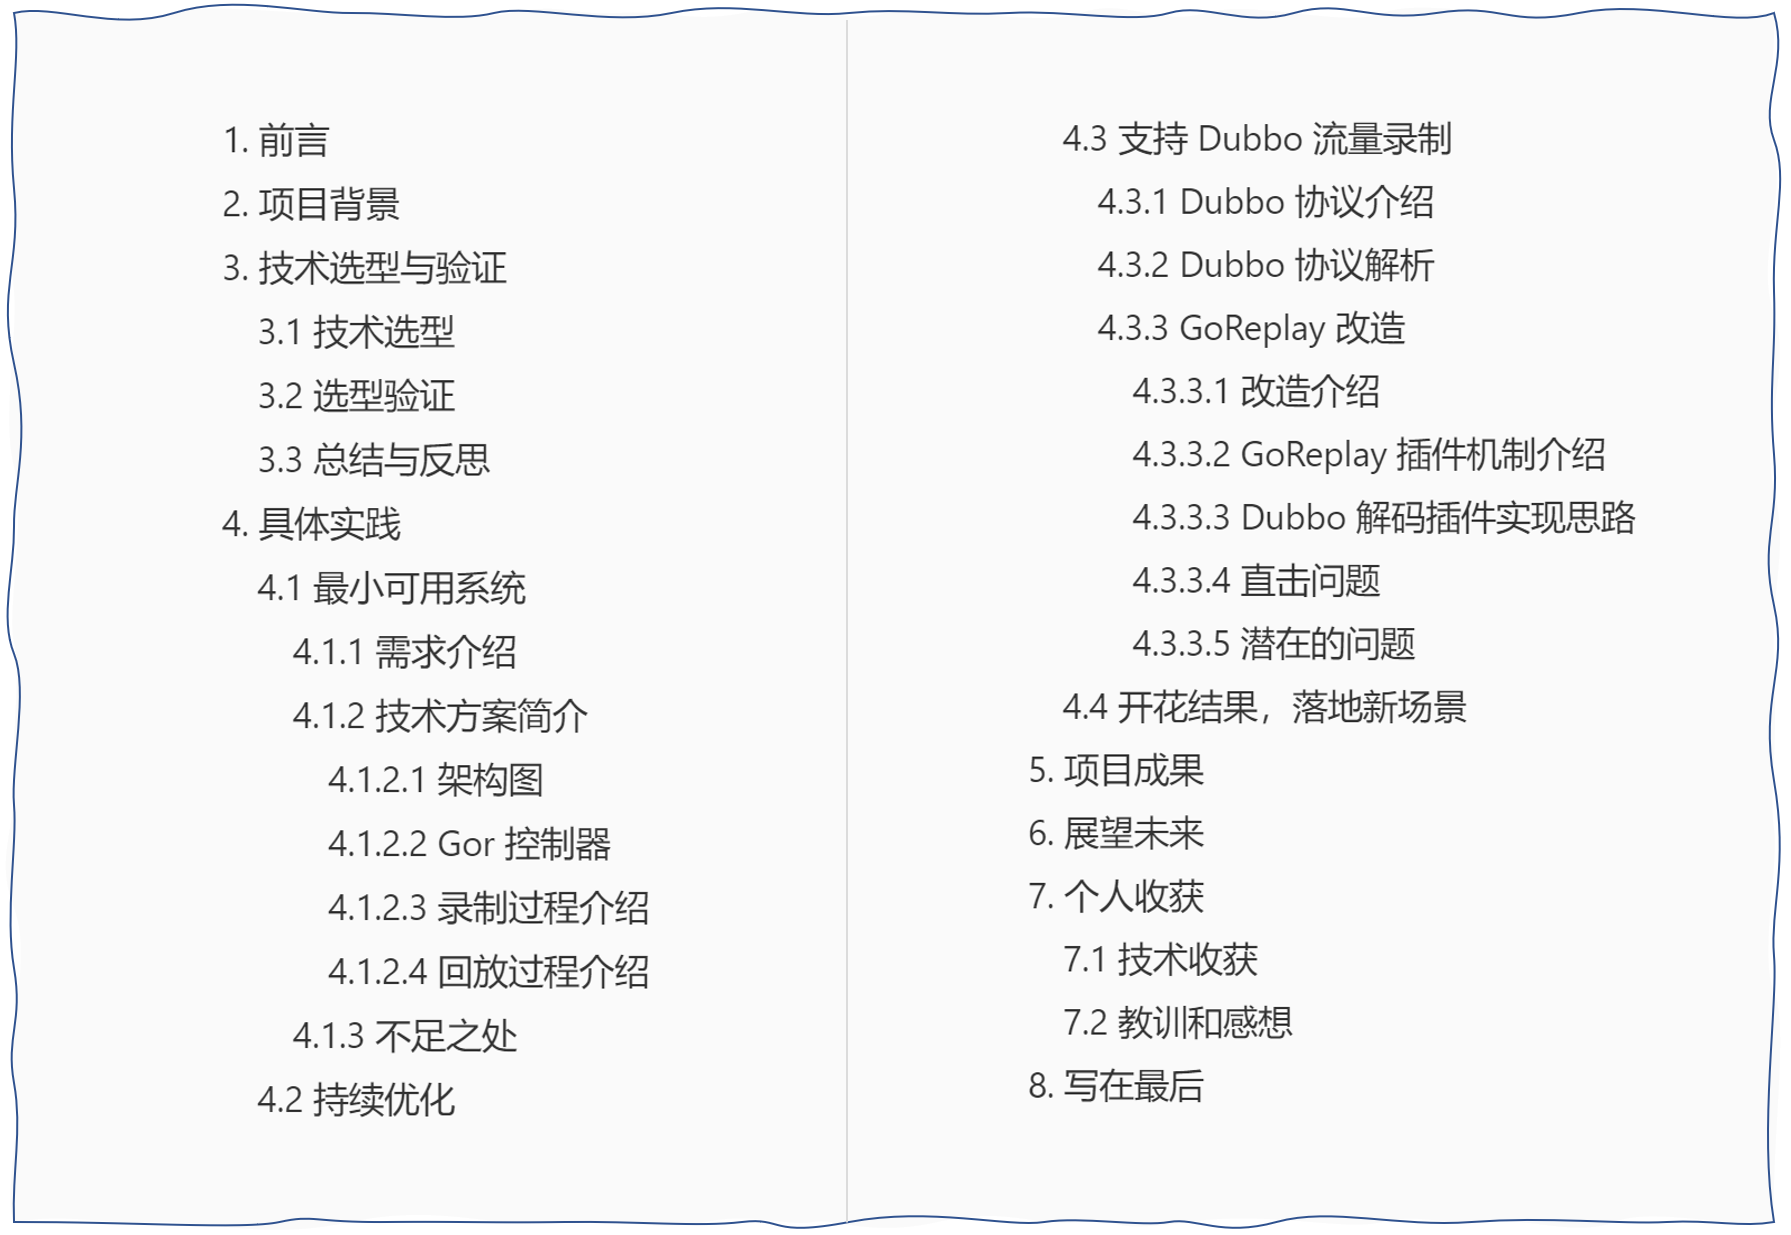 1. 前言
2. 项目背景
3. 技术选型与验证
3.1 技术选型
3.2 选型验证
3.3 总结与反思
4. 具体实践
4.1 最小可用系统
4.1.1 需求介绍
4.1.2 技术方案简介
4.1.2.1 架构图
4.1.2.2 Gor 控制器
4.1.2.3 录制过程介绍
4.1.2.4 回放过程介绍
4.1.3 不足之处
4.2 持续优化
4.3 支持 Dubbo 流量录制
4.3.1 Dubbo 协议介绍
4.3.2 Dubbo 协议解析
4.3.3 GoReplay 改造
4.3.3.1 改造介绍
4.3.3.2 GoReplay 插件机制介绍
4.3.3.3 Dubbo 解码插件实现思路
4.3.3.4 直击问题
4.3.3.5 潜在的问题
4.4 开花结果，落地新场景
5. 项目成果
6. 展望未来
7. 个人收获
7.1 技术收获
7.2 教训和感想
8. 写在最后